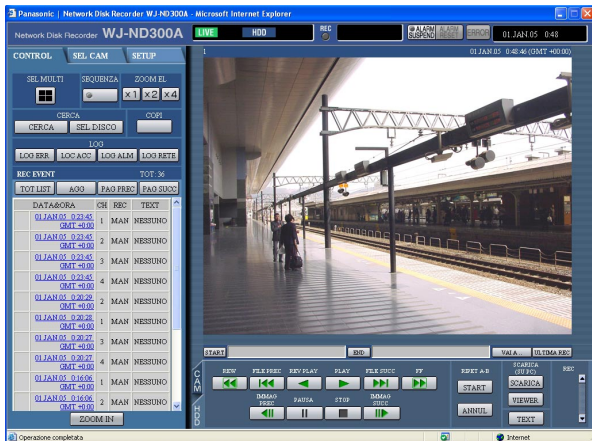 Panasonic | Network Disk Recorder WJ-ND300A - Microsoft Internet Explorer
Network Disk Recorder WJ-ND300A
LIVE HDD REC ALARM SUSPEND ALARM RESET ERROR 01.JAN.05 0:48
CONTROL SEL CAM SETUP
1 01.JAN.05 0:48:46 (GMT +00:00)
SEL MULTI SEQUENZA ZOOM EL
x1 x2 x4
CERCA COPI
CERCA SEL DISCO
LOG
LOG ERR LOC ACC LOG ALM LOG RETE
REC EVENT TOT: 36
TOT LIST AGG PAG PREC PAG SUCC
DATA&ORA CH REC TEXT
01.JAN.05 0:23:45 GMT +0:00 1 MAN NESSUNO
01.JAN.05 0:23:45 GMT +0:00 2 MAN NESSUNO
01.JAN.05 0:23:45 GMT +0:00 3 MAN NESSUNO
01.JAN.05 0:23:45 GMT +0:00 4 MAN NESSUNO
01.JAN.05 0:20:29 GMT +0:00 2 MAN NESSUNO
01.JAN.05 0:20:28 GMT +0:00 1 MAN NESSUNO
01.JAN.05 0:20:27 GMT +0:00 3 MAN NESSUNO
01.JAN.05 0:20:27 GMT +0:00 4 MAN NESSUNO
01.JAN.05 0:16:06 GMT +0:00 1 MAN NESSUNO
01.JAN.05 0:16:06 GMT +0:00 2 MAN NESSUNO
ZOOM IN
START END VAI A... ULTIMA REC
CAM
HDD
REW FILE PREC REV PLAY PLAY FILE SUCC FF
IMMAG PREC PAUSA STOP IMMAG SUCC
RIPET A-B
START
ANNUL
SCARICA (SU PC)
SCARICA
VIEWER
TEXT
REC
Operazione completata
Internet